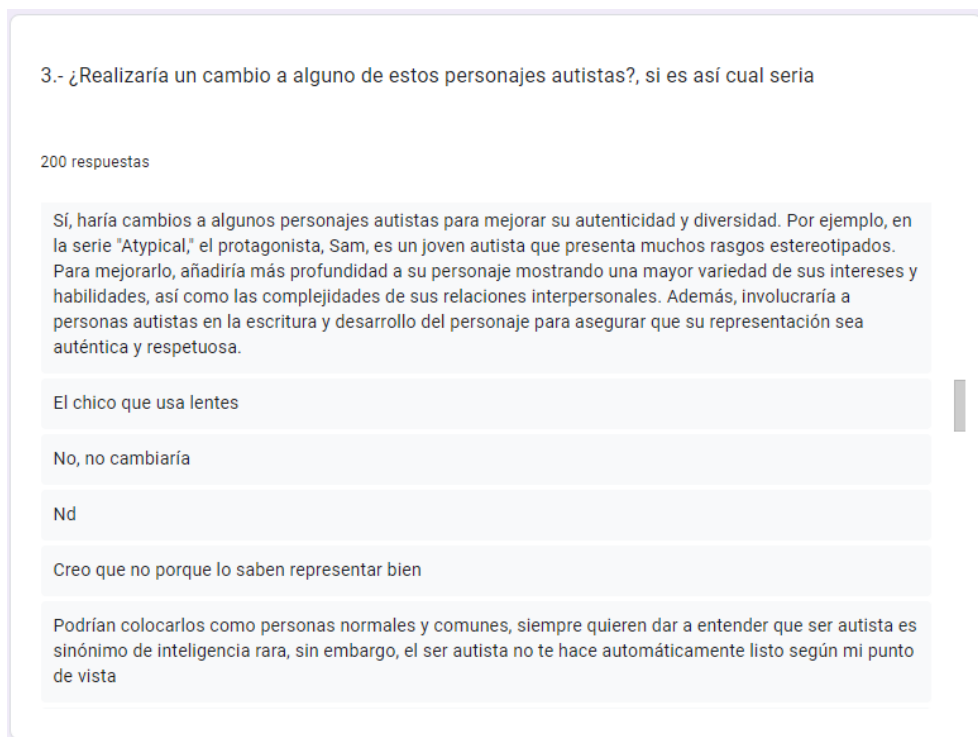 3.- ¿Realizaría un cambio a alguno de estos personajes autistas?, si es así cual seria
200 respuestas
Sí, haría cambios a algunos personajes autistas para mejorar su autenticidad y diversidad. Por ejemplo, en
la serie "Atypical," el protagonista, Sam, es un joven autista que presenta muchos rasgos estereotipados.
Para mejorarlo, añadiría más profundidad a su personaje mostrando una mayor variedad de sus intereses y
habilidades, así como las complejidades de sus relaciones interpersonales. Además, involucraría a
personas autistas en la escritura y desarrollo del personaje para asegurar que su representación sea
auténtica y respetuosa.
El chico que usa lentes
No, no cambiaría
Nd
Creo que no porque lo saben representar bien
Podrían colocarlos como personas normales y comunes, siempre quieren dar a entender que ser autista es
sinónimo de inteligencia rara, sin embargo, el ser autista no te hace automáticamente listo según mi punto
de vista